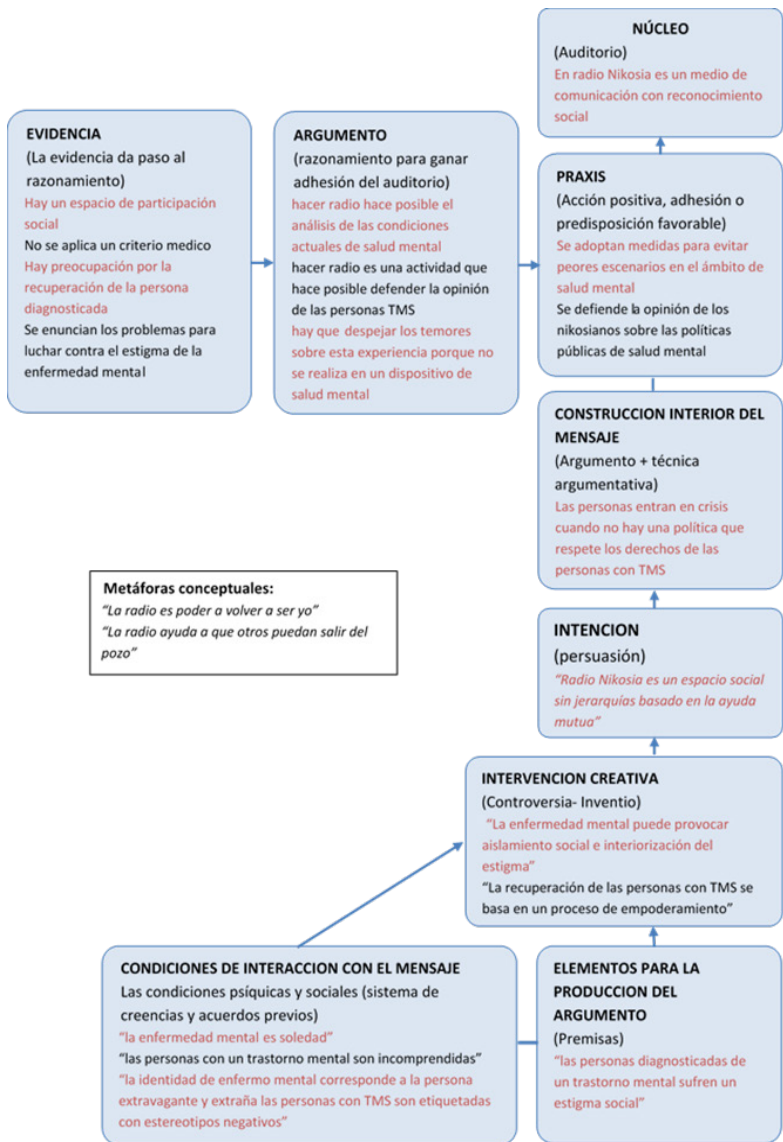 NÚCLEO
(Auditorio)
En radio Nikosia es un medio de
comunicación con reconocimiento
social
EVIDENCIA
(La evidencia da paso al
razonamiento)
Hay un espacio de participación
social
No se aplica un criterio medico
Hay preocupación por la
recuperación de la persona
diagnosticada
Se enuncian los problemas para
luchar contra el estigma de la
enfermedad mental
ARGUMENTO
(razonamiento para ganar
adhesión del auditorio)
hacer radio hace posible el
análisis de las condiciones
actuales de salud mental
hacer radio es una actividad que
hace posible defender la opinión
de las personas TMS
hay que despejar los temores
sobre esta experiencia porque no
se realiza en un dispositivo de
salud mental
PRAXIS
(Acción positiva, adhesión o
predisposición favorable)
Se adoptan medidas para evitar
peores escenarios en el ámbito de
salud mental
Se defiende la opinión de los
nikosianos sobre las políticas
públicas de salud mental
CONSTRUCCION INTERIOR DEL
MENSAJE
(Argumento + técnica
argumentativa)
Las personas entran en crisis
cuando no hay una política que
respete los derechos de las
personas con TMS
Metáforas conceptuales:
"La radio es poder a volver a ser yo"
"La radio ayuda a que otros puedan salir del
pozo"
INTENCION
(persuasión)
"Radio Nikosia es un espacio social
sin jerarquías basado en la ayuda
mutua"
INTERVENCION CREATIVA
(Controversia- Inventio)
"La enfermedad mental puede provocar
aislamiento social e interiorización del
estigma"
"La recuperación de las personas con TMS se
basa en un proceso de empoderamiento"
CONDICIONES DE INTERACCION CON EL MENSAJE
Las condiciones psíquicas y sociales (sistema de
creencias y acuerdos previos)
"la enfermedad mental es soledad"
"las personas con un trastorno mental son incomprendidas"
"la identidad de enfermo mental corresponde a la persona
extravagante y extraña las personas con TMS son etiquetadas
con estereotipos negativos"
ELEMENTOS PARA LA
PRODUCCION DEL
ARGUMENTO
(Premisas)
"las personas diagnosticadas de
un trastorno mental sufren un
estigma social"